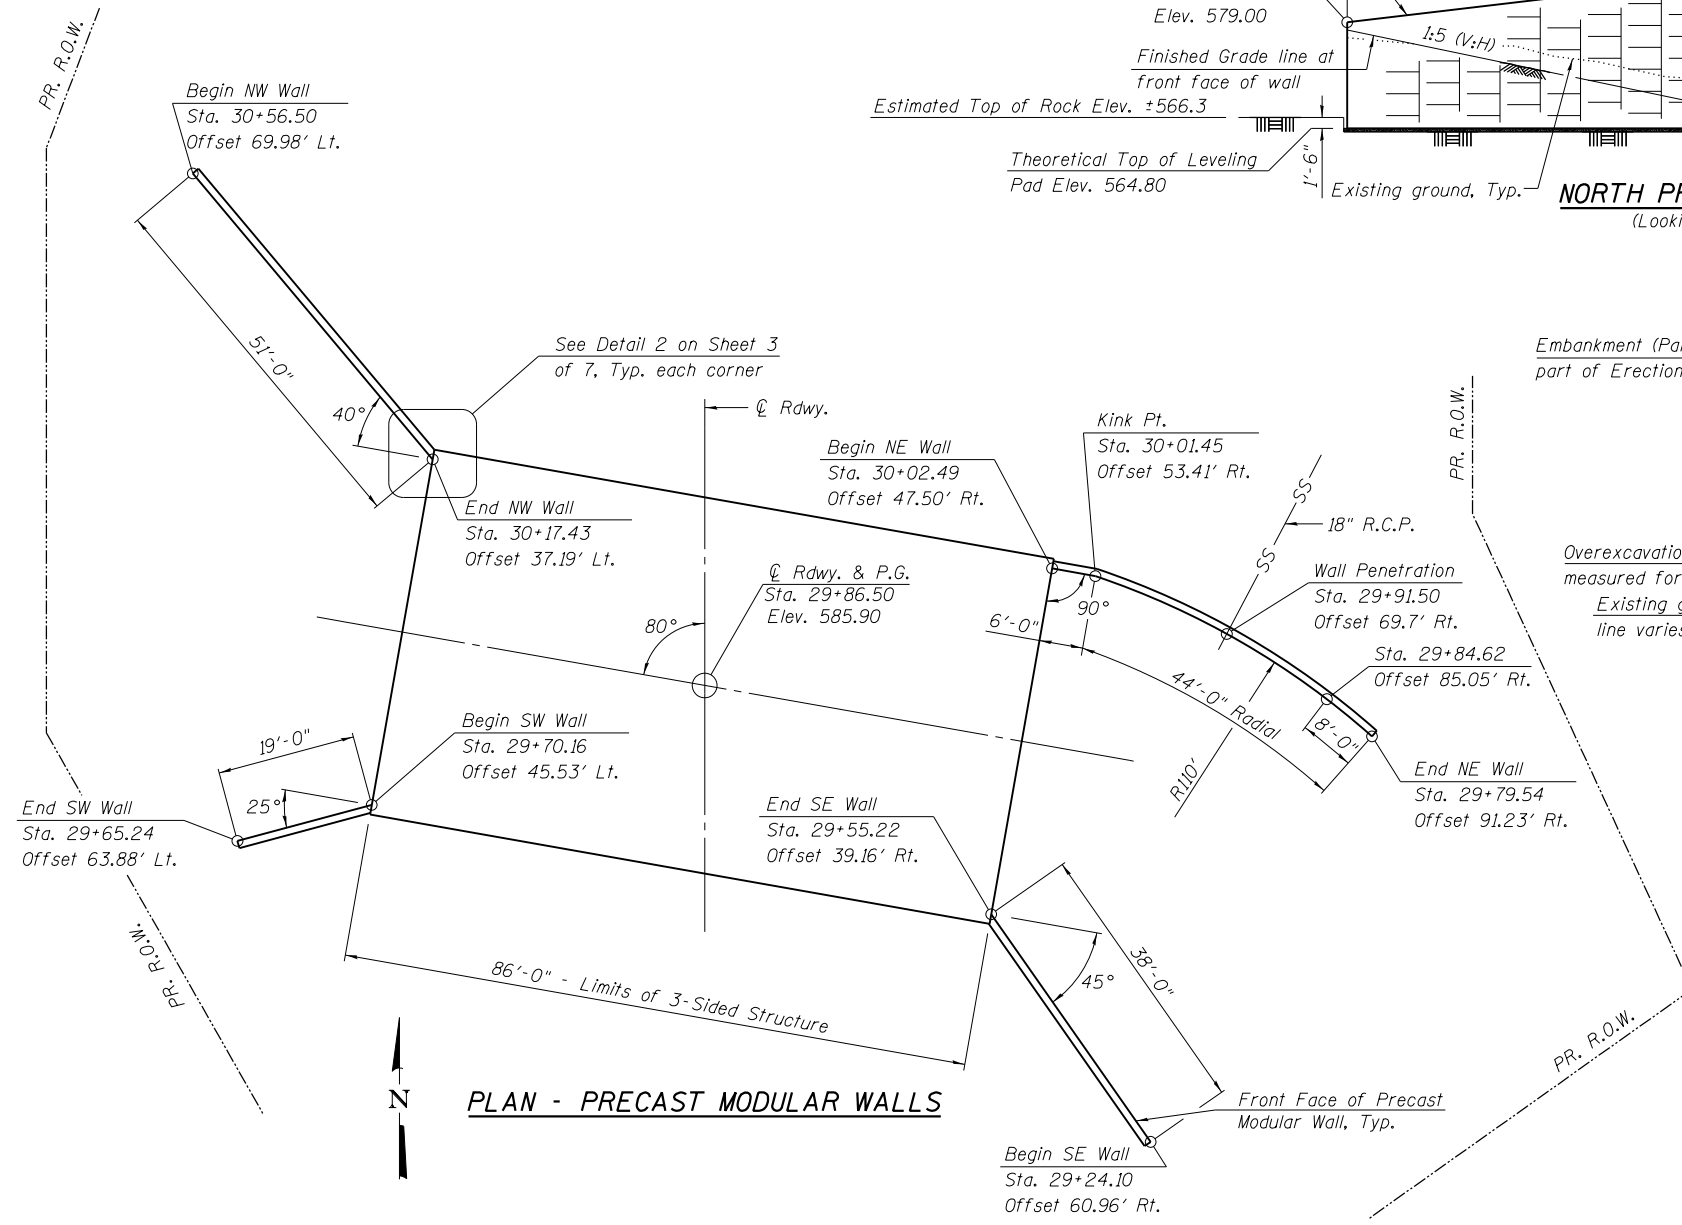 Elev. 579.00
1:5 (V:H)
Finished Grade line at
front face of wall
Estimated Top of Rock Elev. ±566.3
Theoretical Top of Leveling
Pad Elev. 564.80
1'-6"
Existing ground, Typ.
NORTH
PR. R.O.W.
Begin NW Wall
Sta. 30+56.50
Offset 69.98' Lt.
51'-0"
40°
See Detail 2 on Sheet 3
of 7, Typ. each corner
℄ Rdwy.
End NW Wall
Sta. 30+17.43
Offset 37.19' Lt.
Begin NE Wall
Sta. 30+02.49
Offset 47.50' Rt.
Kink Pt.
Sta. 30+01.45
Offset 53.41' Rt.
SS
SS
18" R.C.P.
PR. R.O.W.
Embankment
part of Erection
℄ Rdwy. & P.G.
Sta. 29+86.50
Elev. 585.90
80°
90°
6'-0"
Wall Penetration
Sta. 29+91.50
Offset 69.7' Rt.
measured for
Existing
line varies
Sta. 29+84.62
Offset 85.05' Rt.
44'-0" Radial
8'-0"
R110'
Begin SW Wall
Sta. 29+70.16
Offset 45.53' Lt.
19'-0"
25°
End SW Wall
Sta. 29+65.24
Offset 63.88' Lt.
End SE Wall
Sta. 29+55.22
Offset 39.16' Rt.
End NE Wall
Sta. 29+79.54
Offset 91.23' Rt.
PR. R.O.W.
PR. R.O.W.
86'-0" - Limits of 3-Sided Structure
38'-0"
45°
PR. R.O.W.
N
PLAN - PRECAST MODULAR WALLS
Front Face of Precast
Modular Wall, Typ.
Begin SE Wall
Sta. 29+24.10
Offset 60.96' Rt.